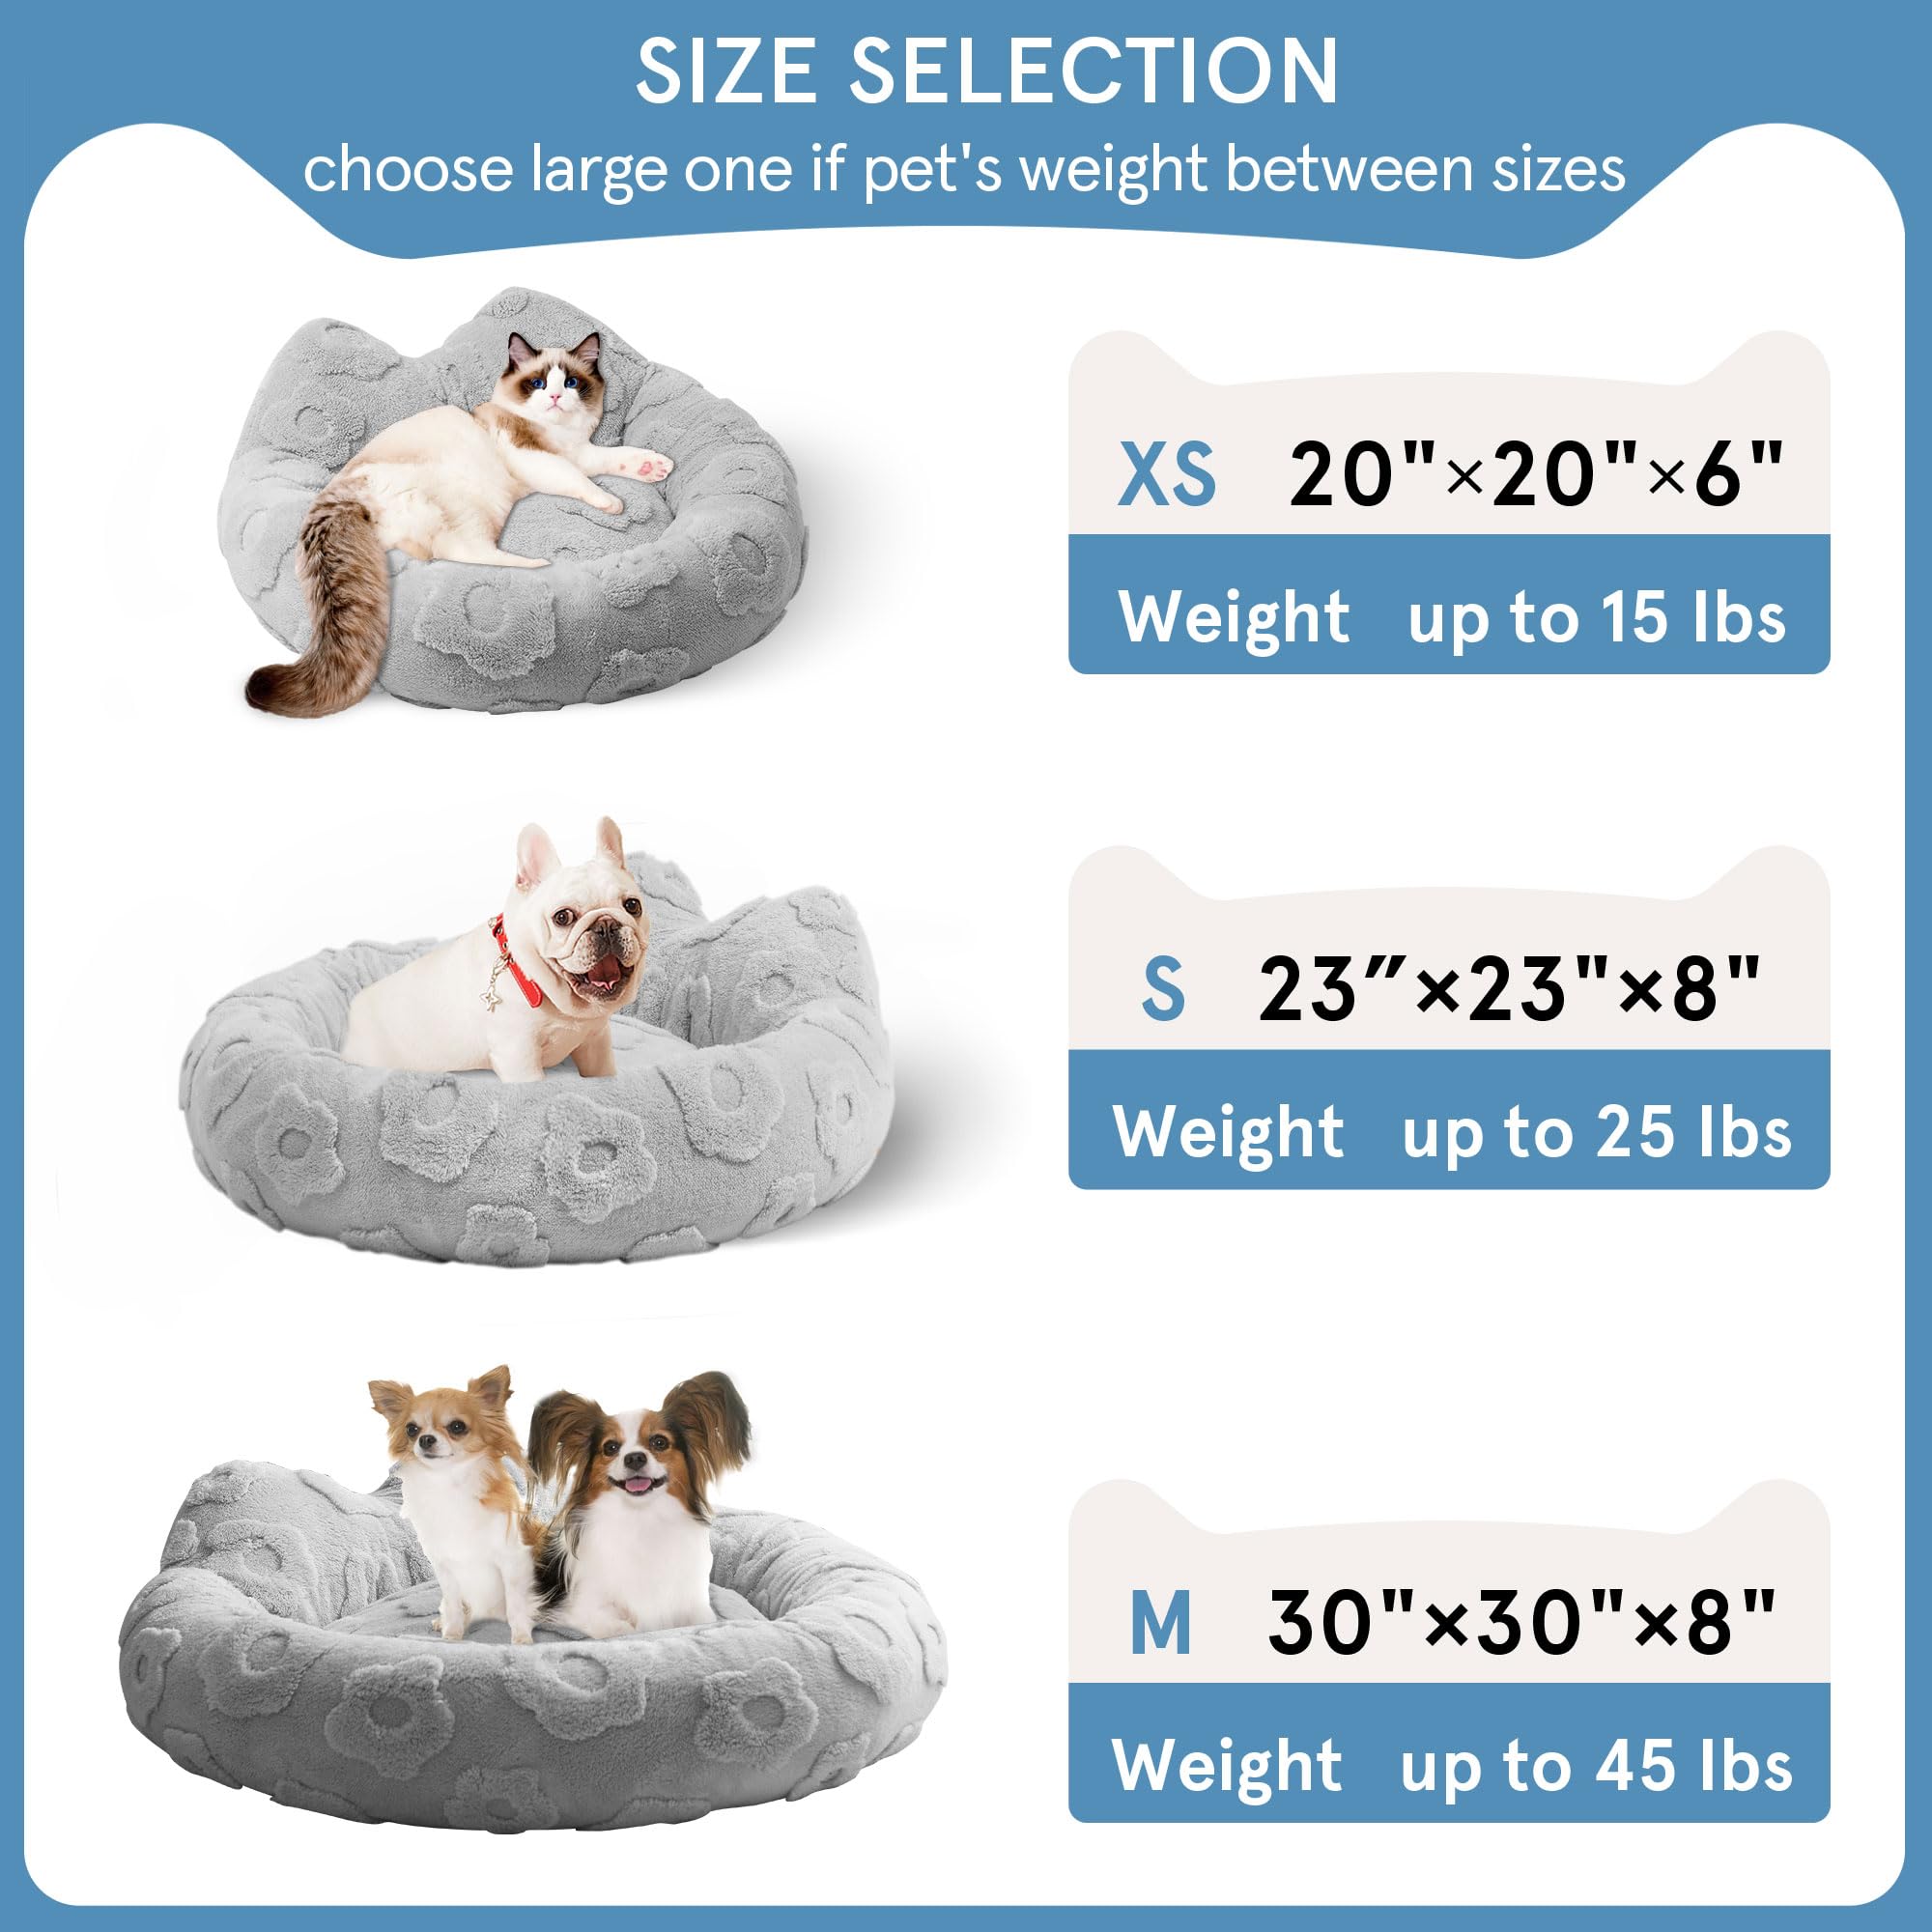 SIZE SELECTION
choose large one if pet's weight between sizes
XS 20"×20"×6"
Weight up to 15 lbs
S 23″×23"×8"
Weight up to 25 lbs
M 30"×30"×8"
Weight up to 45 lbs